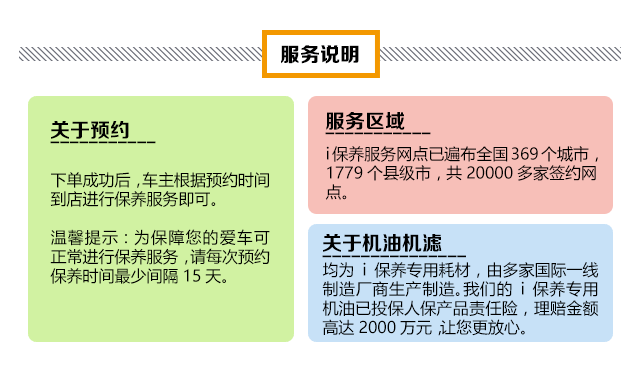 服务说明
关于预约
下单成功后，车主根据预约时间
到店进行保养服务即可。
温馨提示：为保障您的爱车可
正常进行保养服务，请每次预约
保养时间最少间隔 15 天。
服务区域
i保养服务网点已遍布全国 369 个城市，
1779 个县级市，共 20000 多家签约网
点。
关于机油机滤
均为 i 保养专用耗材，由多家国际一线
制造厂商生产制造。我们的 i 保养专用
机油已投保人保产品责任险，理赔金额
高达 2000 万元，让您更放心。